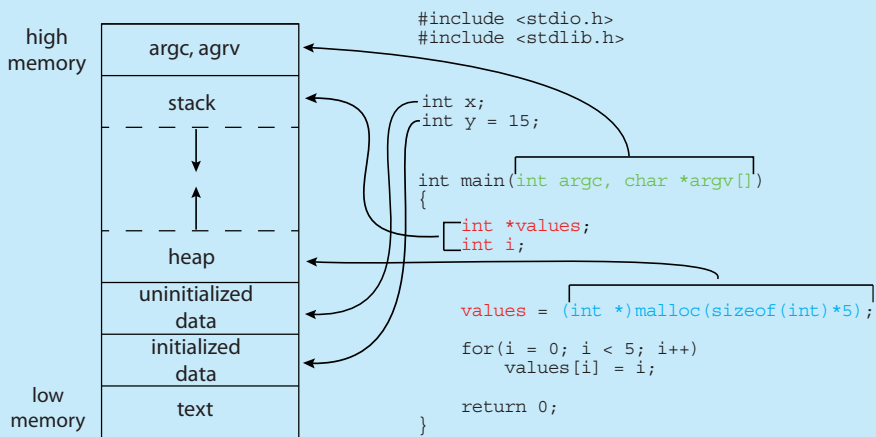 high
memory
argc, agrv
stack
heap
uninitialized
data
initialized
data
low
memory
text
#include <stdio.h>
#include <stdlib.h>
int x;
int y = 15;
int main(int argc, char *argv[])
{
int *values;
int i;
values = (int *)malloc(sizeof(int)*5);
for(i = 0; i < 5; i++)
values[i] = i;
return 0;
}